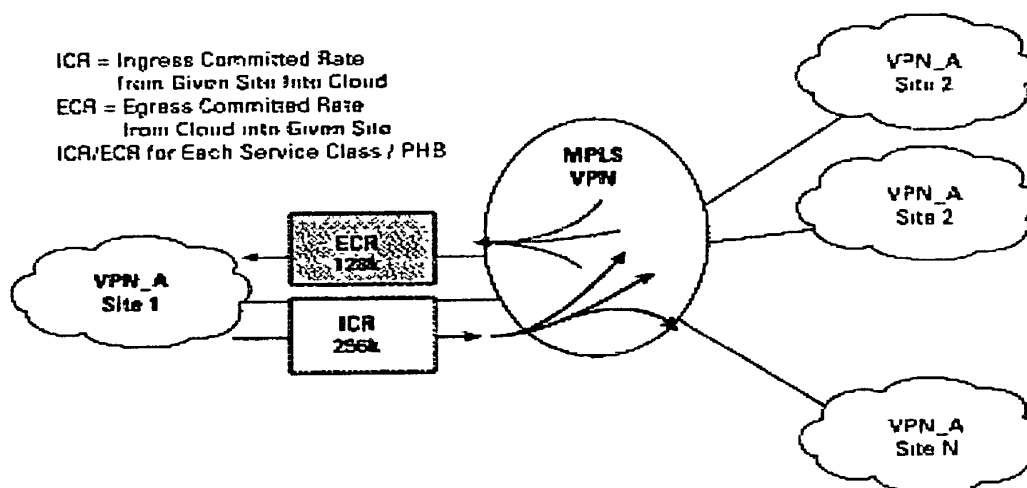 ICR = Ingress Committed Rate
from Given Site Into Cloud
ECR = Egress Committed Rate
from Cloud into Given Site
ICR/ECR for Each Service Class / PHB
MPLS
VPN
VPN_A
Site 2
VPN_A
Site 2
ECR
128k
VPN_A
Site 1
ICR
256k
VPN_A
Site N